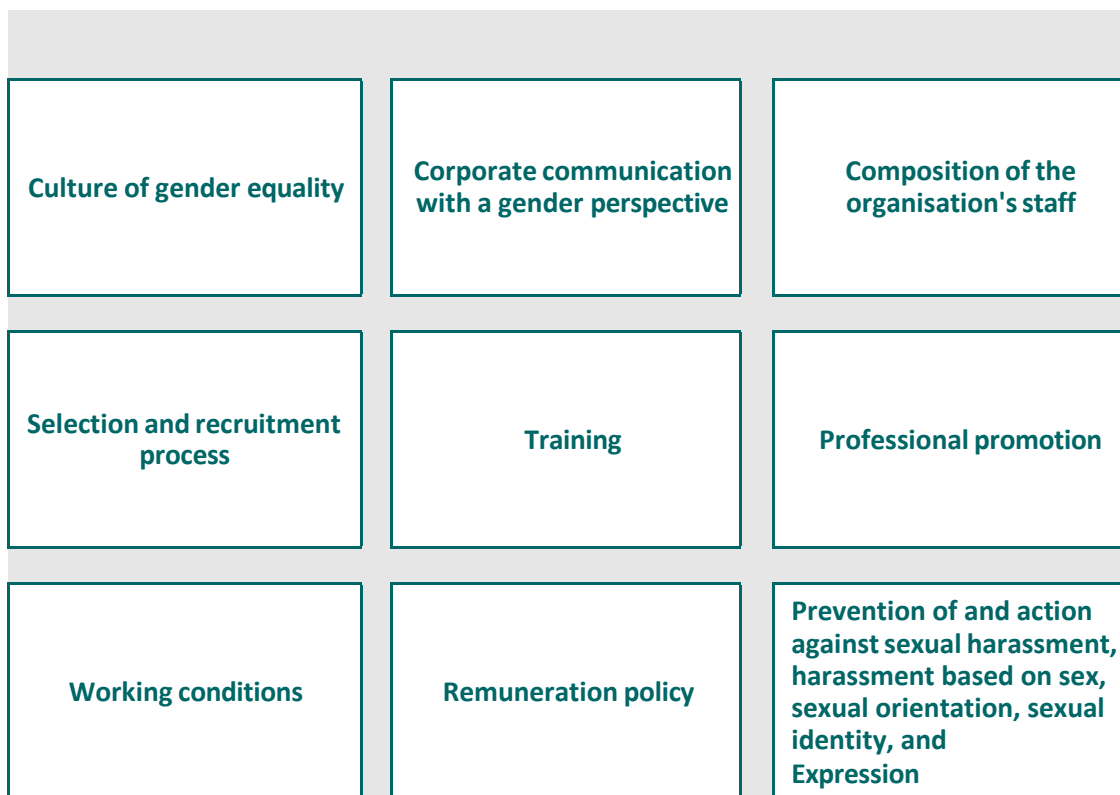 Culture of gender equality
Corporate communication
with a gender perspective
Composition of the
organisation's staff
Selection and recruitment
process
Training
Professional promotion
Working conditions
Remuneration policy
Prevention of and action
against sexual harassment,
harassment based on sex,
sexual orientation, sexual
identity, and
Expression